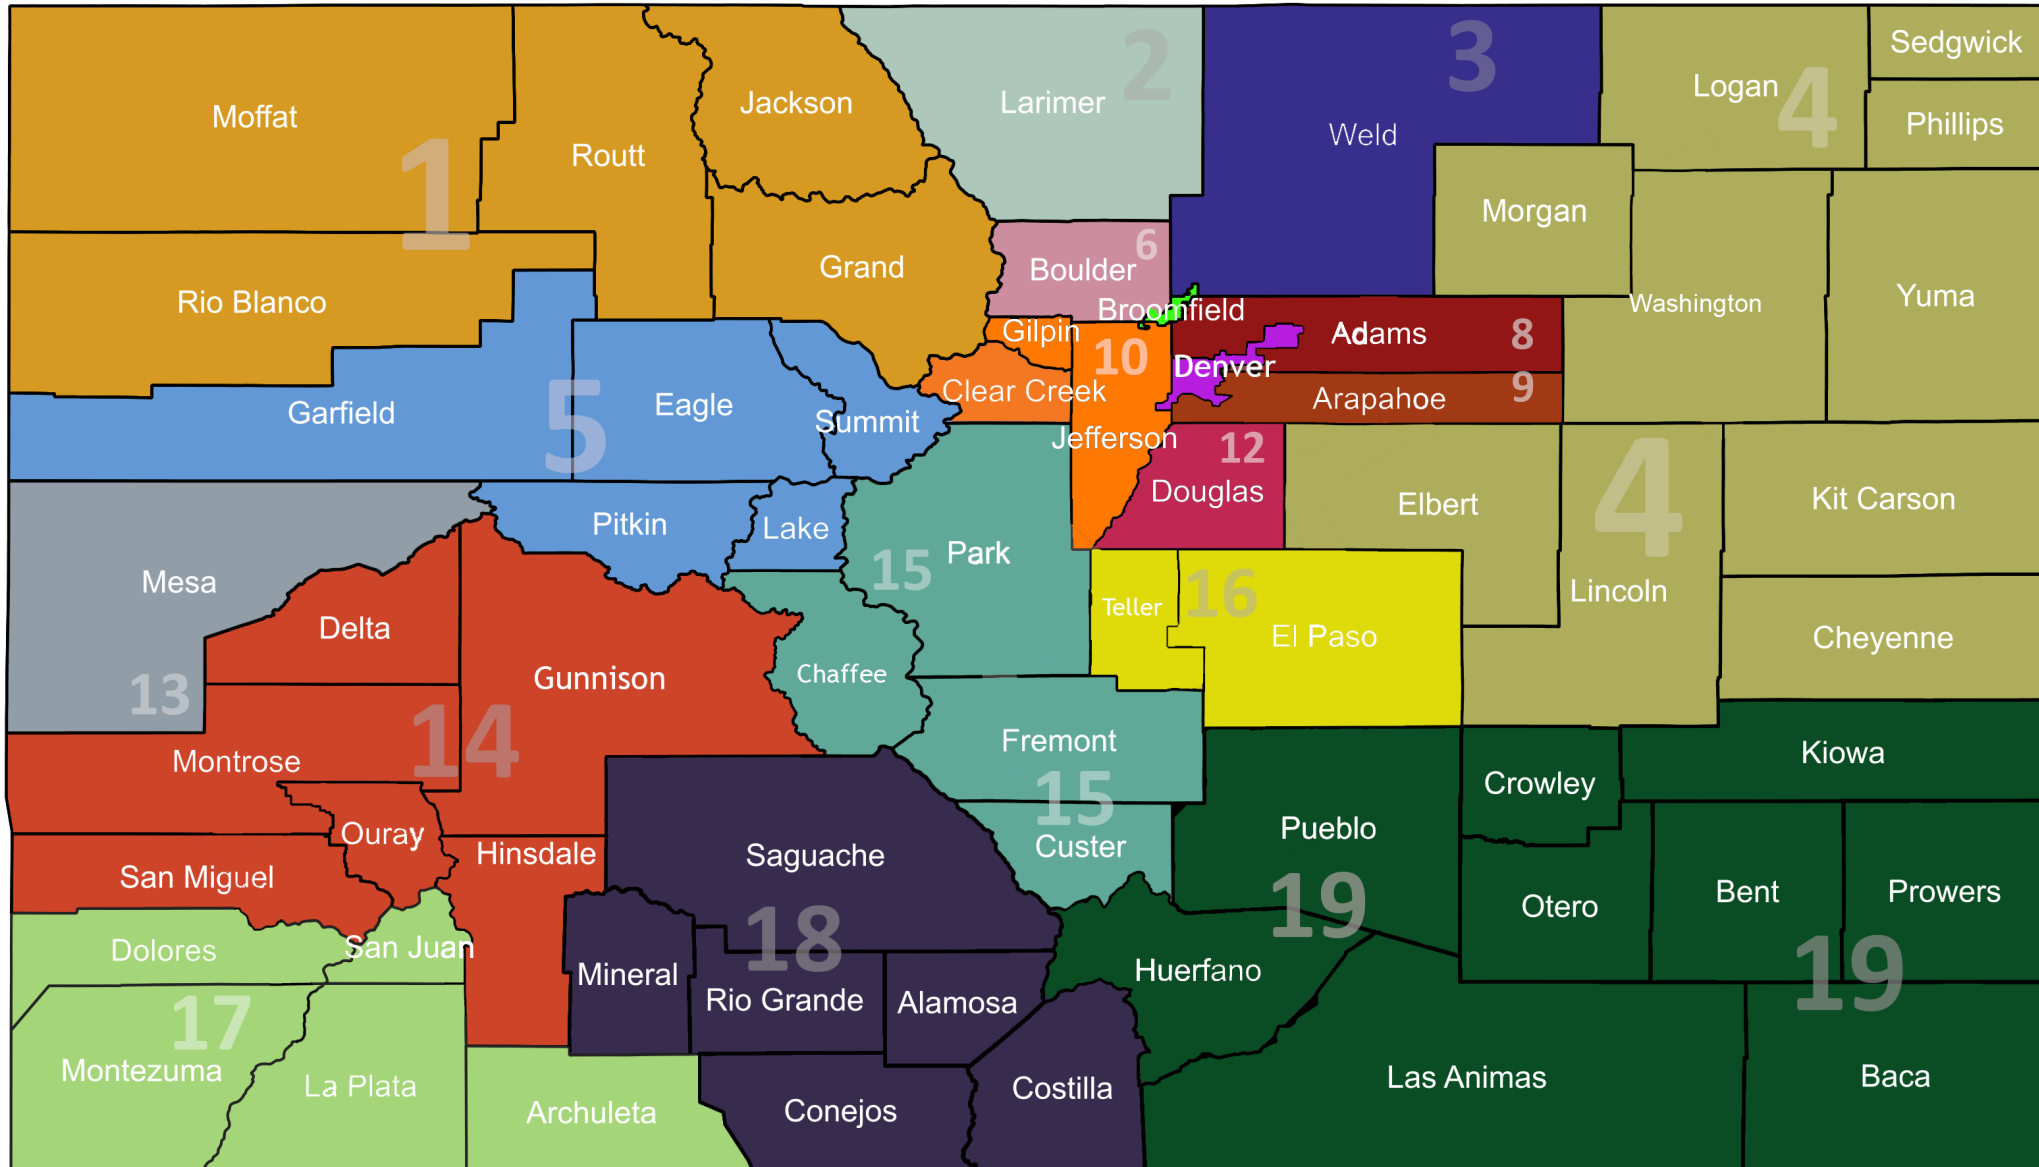 Sedgwick
2
3
Logan
4
Moffat
Jackson
Larimer
Phillips
Weld
Routt
1
Morgan
Grand
6
Boulder
Rio Blanco
Broomfield
Washington
Yuma
Gilpin
10
Adams
8
Denver
Clear Creek
Arapahoe
9
Garfield
5
Eagle
Summit
Jefferson
12
Douglas
Elbert
4
Kit Carson
Pitkin
Lake
15
Park
Mesa
Delta
Teller
16
El Paso
Lincoln
Cheyenne
13
Gunnison
Chaffee
Montrose
14
Fremont
15
Kiowa
Crowley
Ouray
Hinsdale
Custer
Pueblo
San Miguel
Saguache
19
Otero
Bent
Prowers
Dolores
San Juan
18
Mineral
Rio Grande
Alamosa
Huerfano
19
17
Montezuma
La Plata
Archuleta
Conejos
Costilla
Las Animas
Baca